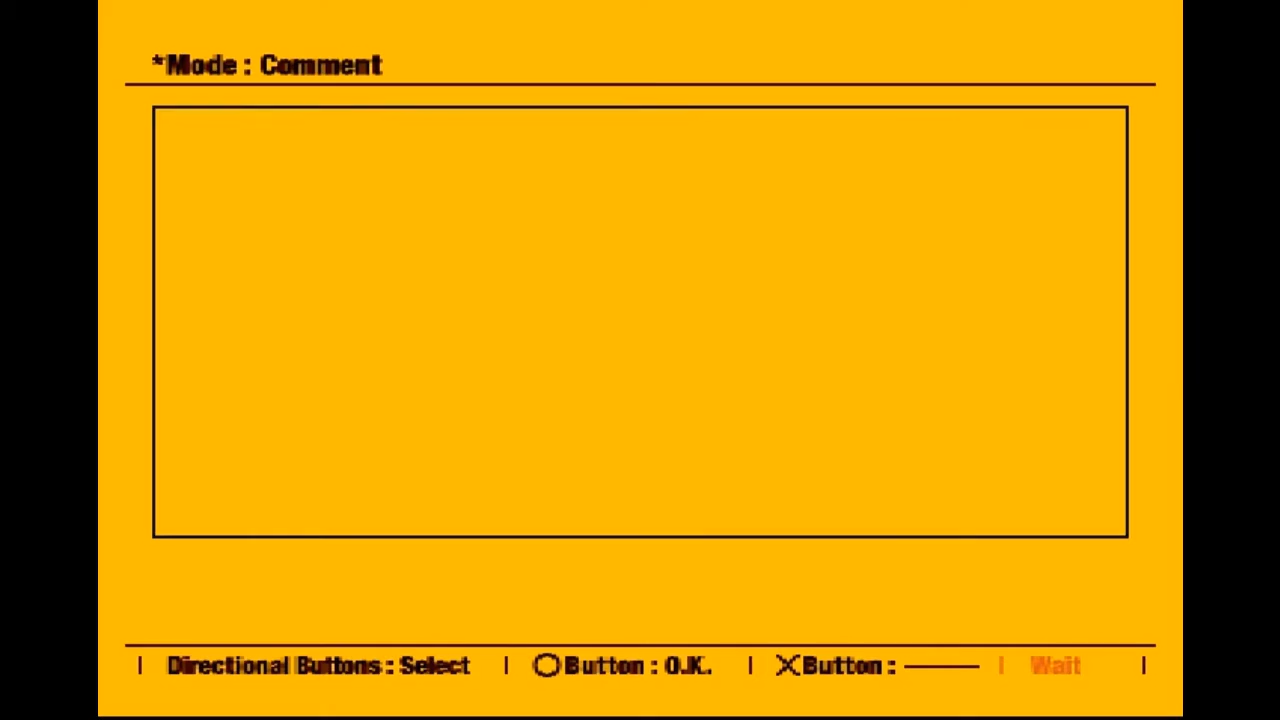 *Mode : Comment
Directional Buttons : Select | ◯Button : O.K. | ✕Button : ——— | Wait |